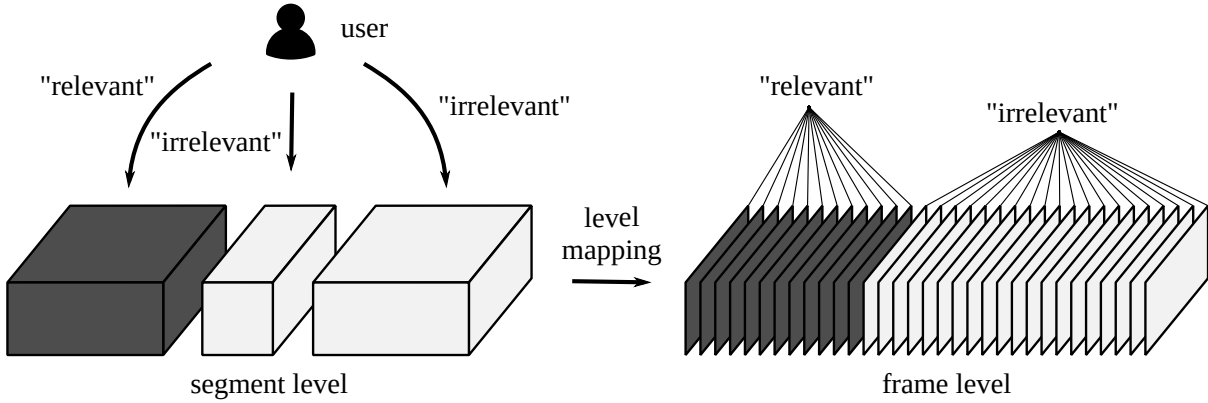 user
"relevant"
"irrelevant"
"irrelevant"
segment level
level
mapping
"relevant"
"irrelevant"
frame level